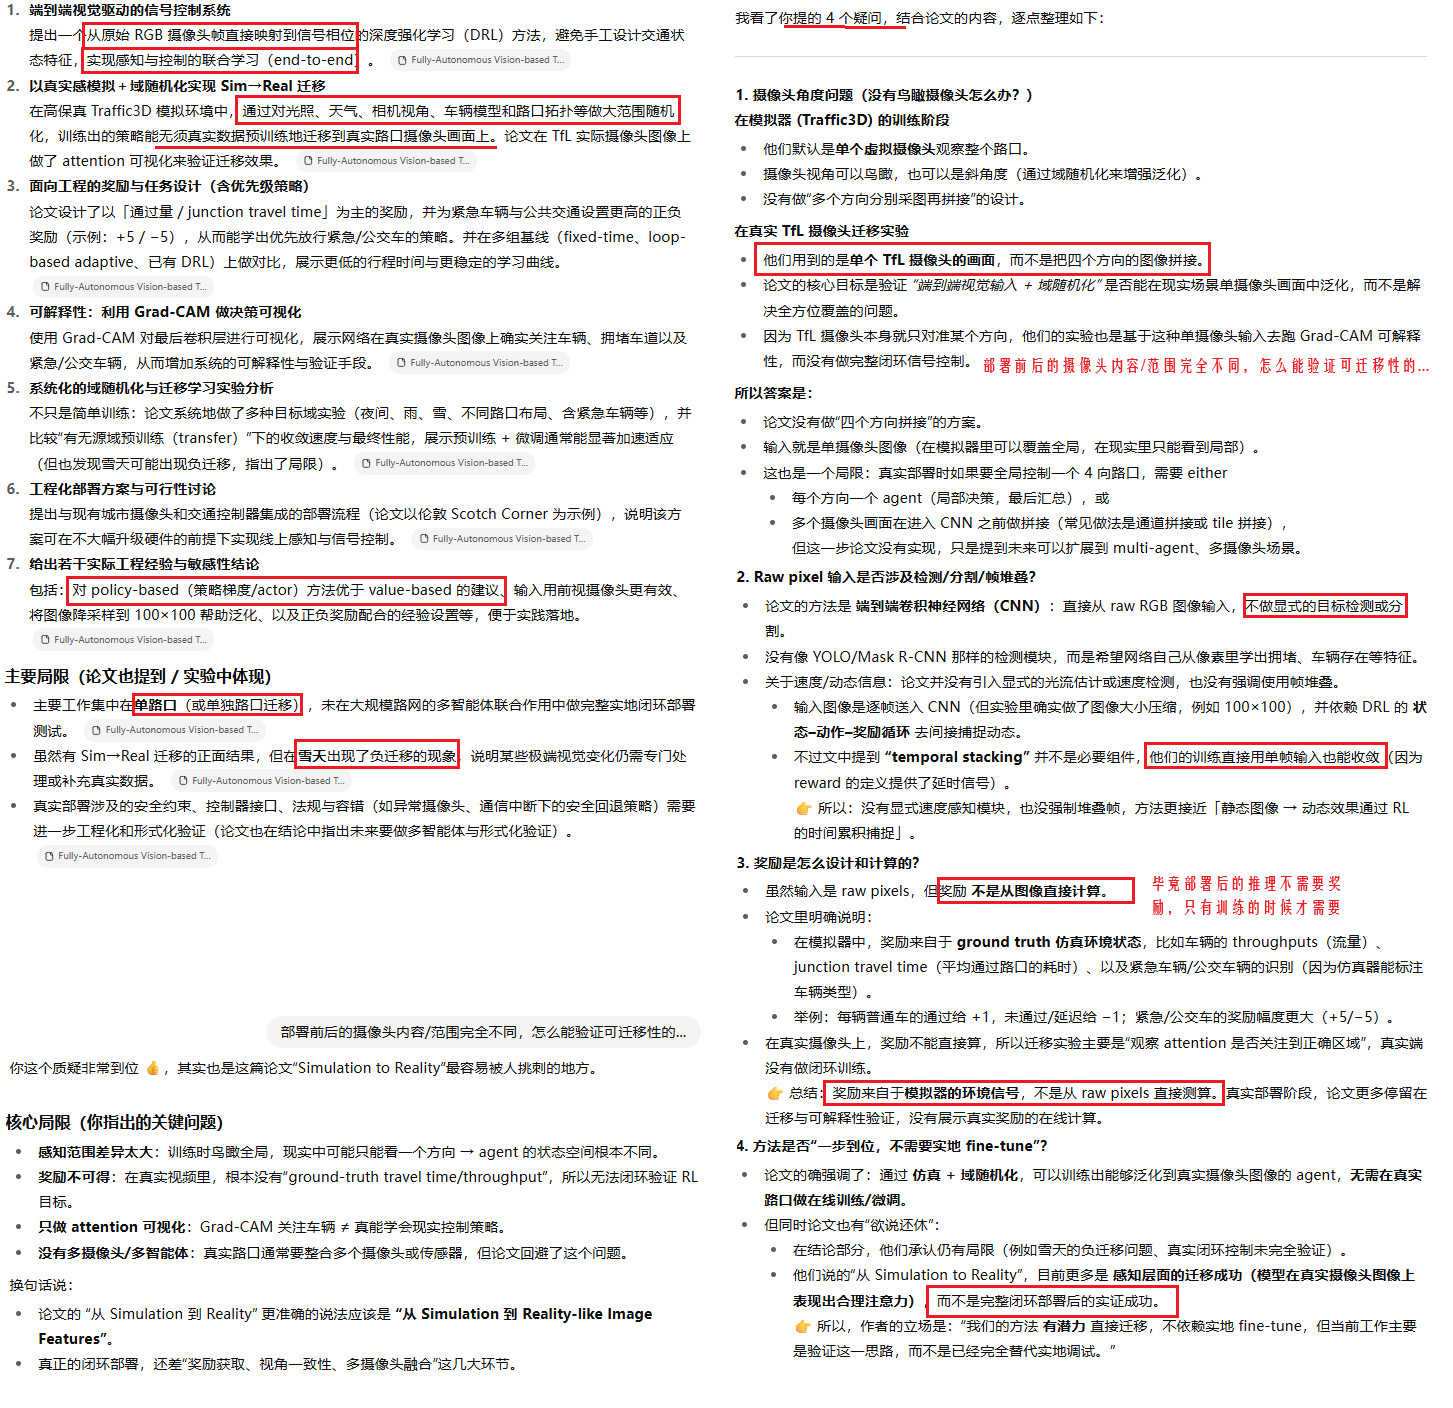 1. 端到端视觉驱动的信号控制系统
提出一个从原始 RGB 摄像头帧直接映射到信号相位的深度强化学习（DRL）方法，避免手工设计交通状
态特征，实现感知与控制的联合学习（end-to-end）。 Fully-Autonomous Vision-based T...
2. 以真实感模拟 + 域随机化实现 Sim→Real 迁移
在高保真 Traffic3D 模拟环境中，通过对光照、天气、相机视角、车辆模型和路口拓扑等做大范围随机
化，训练出的策略能无须真实数据预训练地迁移到真实路口摄像头画面上。论文在 TfL 实际摄像头图像上
做了 attention 可视化来验证迁移效果。 Fully-Autonomous Vision-based T...
3. 面向工程的奖励与任务设计（含优先级策略）
论文设计了以「通过量 / junction travel time」为主的奖励，并为紧急车辆与公共交通设置更高的正负
奖励（示例：+5 / −5），从而能学出优先放行紧急/公交车的策略。并在多组基线（fixed-time、loop-
based adaptive、已有 DRL）上做对比，展示更低的行程时间与更稳定的学习曲线。
Fully-Autonomous Vision-based T...
4. 可解释性：利用 Grad-CAM 做决策可视化
使用 Grad-CAM 对最后卷积层进行可视化，展示网络在真实摄像头图像上确实关注车辆、拥堵车道以及
紧急/公交车辆，从而增加系统的可解释性与验证手段。 Fully-Autonomous Vision-based T...
5. 系统化的域随机化与迁移学习实验分析
不只是简单训练：论文系统地做了多种目标域实验（夜间、雨、雪、不同路口布局、含紧急车辆等），并
比较“有无源域预训练（transfer）”下的收敛速度与最终性能，展示预训练 + 微调通常能显著加速适应
（但也发现雪天可能出现负迁移，指出了局限）。 Fully-Autonomous Vision-based T...
6. 工程化部署方案与可行性讨论
提出与现有城市摄像头和交通控制器集成的部署流程（论文以伦敦 Scotch Corner 为示例），说明该方
案可在不大幅升级硬件的前提下实现线上感知与信号控制。 Fully-Autonomous Vision-based T...
7. 给出若干实际工程经验与敏感性结论
包括：对 policy-based（策略梯度/actor）方法优于 value-based 的建议、输入用前视摄像头更有效、
将图像降采样到 100×100 帮助泛化、以及正负奖励配合的经验设置等，便于实践落地。
Fully-Autonomous Vision-based T...
主要局限（论文也提到 / 实验中体现）
• 主要工作集中在单路口（或单独路口迁移），未在大规模路网的多智能体联合作用中做完整实地闭环部署
测试。 Fully-Autonomous Vision-based T...
• 虽然有 Sim→Real 迁移的正面结果，但在雪天出现了负迁移的现象，说明某些极端视觉变化仍需专门处
理或补充真实数据。 Fully-Autonomous Vision-based T...
• 真实部署涉及的安全约束、控制器接口、法规与容错（如异常摄像头、通信中断下的安全回退策略）需要
进一步工程化和形式化验证（论文也在结论中指出未来要做多智能体与形式化验证）。
Fully-Autonomous Vision-based T...
部署前后的摄像头内容/范围完全不同，怎么能验证可迁移性的...
你这个质疑非常到位 👍，其实也是这篇论文“Simulation to Reality”最容易被人挑刺的地方。
核心局限（你指出的关键问题）
• 感知范围差异太大：训练时鸟瞰全局，现实中可能只能看一个方向 → agent 的状态空间根本不同。
• 奖励不可得：在真实视频里，根本没有“ground-truth travel time/throughput”，所以无法闭环验证 RL
目标。
• 只做 attention 可视化：Grad-CAM 关注车辆 ≠ 真能学会现实控制策略。
• 没有多摄像头/多智能体：真实路口通常要整合多个摄像头或传感器，但论文回避了这个问题。
换句话说：
• 论文的 “从 Simulation 到 Reality” 更准确的说法应该是 “从 Simulation 到 Reality-like Image
Features”。
• 真正的闭环部署，还差“奖励获取、视角一致性、多摄像头融合”这几大环节。
我看了你提的 4 个疑问，结合论文的内容，逐点整理如下：
1. 摄像头角度问题（没有鸟瞰摄像头怎么办？）
在模拟器 (Traffic3D) 的训练阶段
• 他们默认是单个虚拟摄像头观察整个路口。
• 摄像头视角可以鸟瞰，也可以是斜角度（通过域随机化来增强泛化）。
• 没有做“多个方向分别采图再拼接”的设计。
在真实 TfL 摄像头迁移实验
• 他们用到的是单个 TfL 摄像头的画面，而不是把四个方向的图像拼接。
• 论文的核心目标是验证 “端到端视觉输入 + 域随机化” 是否能在现实场景单摄像头画面中泛化，而不是解
决全方位覆盖的问题。
• 因为 TfL 摄像头本身就只对准某个方向，他们的实验也是基于这种单摄像头输入去跑 Grad-CAM 可解释
性，而没有做完整闭环信号控制。 部署前后的摄像头内容/范围完全不同，怎么能验证可迁移性的...
所以答案是：
• 论文没有做“四个方向拼接”的方案。
• 输入就是单摄像头图像（在模拟器里可以覆盖全局，在现实里只能看到局部）。
• 这也是一个局限：真实部署时如果要全局控制一个 4 向路口，需要 either
• 每个方向一个 agent（局部决策，最后汇总），或
• 多个摄像头画面在进入 CNN 之前做拼接（常见做法是通道拼接或 tile 拼接），
但这一步论文没有实现，只是提到未来可以扩展到 multi-agent、多摄像头场景。
2. Raw pixel 输入是否涉及检测/分割/帧堆叠？
• 论文的方法是 端到端卷积神经网络（CNN）：直接从 raw RGB 图像输入，不做显式的目标检测或分
割。
• 没有像 YOLO/Mask R-CNN 那样的检测模块，而是希望网络自己从像素里学出拥堵、车辆存在等特征。
• 关于速度/动态信息：论文并没有引入显式的光流估计或速度检测，也没有强调使用帧堆叠。
• 输入图像是逐帧送入 CNN（但实验里确实做了图像大小压缩，例如 100×100），并依赖 DRL 的 状
态–动作–奖励循环 去间接捕捉动态。
• 不过文中提到 “temporal stacking” 并不是必要组件，他们的训练直接用单帧输入也能收敛（因为
reward 的定义提供了延时信号）。
👉 所以：没有显式速度感知模块，也没强制堆叠帧，方法更接近「静态图像 → 动态效果通过 RL
的时间累积捕捉」。
3. 奖励是怎么设计和计算的？
• 虽然输入是 raw pixels，但奖励 不是从图像直接计算。 毕竟部署后的推理不需要奖
励，只有训练的时候才需要
• 论文里明确说明：
• 在模拟器中，奖励来自于 ground truth 仿真环境状态，比如车辆的 throughputs（流量）、
junction travel time（平均通过路口的耗时）、以及紧急车辆/公交车辆的识别（因为仿真器能标注
车辆类型）。
• 举例：每辆普通车的通过给 +1，未通过/延迟给 −1；紧急/公交车的奖励幅度更大（+5/−5）。
• 在真实摄像头上，奖励不能直接算，所以迁移实验主要是“观察 attention 是否关注到正确区域”，真实端
没有做闭环训练。
👉 总结：奖励来自于模拟器的环境信号，不是从 raw pixels 直接测算。真实部署阶段，论文更多停留在
迁移与可解释性验证，没有展示真实奖励的在线计算。
4. 方法是否“一步到位，不需要实地 fine-tune”？
• 论文的确强调了：通过 仿真 + 域随机化，可以训练出能够泛化到真实摄像头图像的 agent，无需在真实
路口做在线训练/微调。
• 但同时论文也有“欲说还休”：
• 在结论部分，他们承认仍有局限（例如雪天的负迁移问题、真实闭环控制未完全验证）。
• 他们说的“从 Simulation to Reality”，目前更多是 感知层面的迁移成功（模型在真实摄像头图像上
表现出合理注意力），而不是完整闭环部署后的实证成功。
👉 所以，作者的立场是：“我们的方法 有潜力 直接迁移，不依赖实地 fine-tune，但当前工作主要
是验证这一思路，而不是已经完全替代实地调试。”